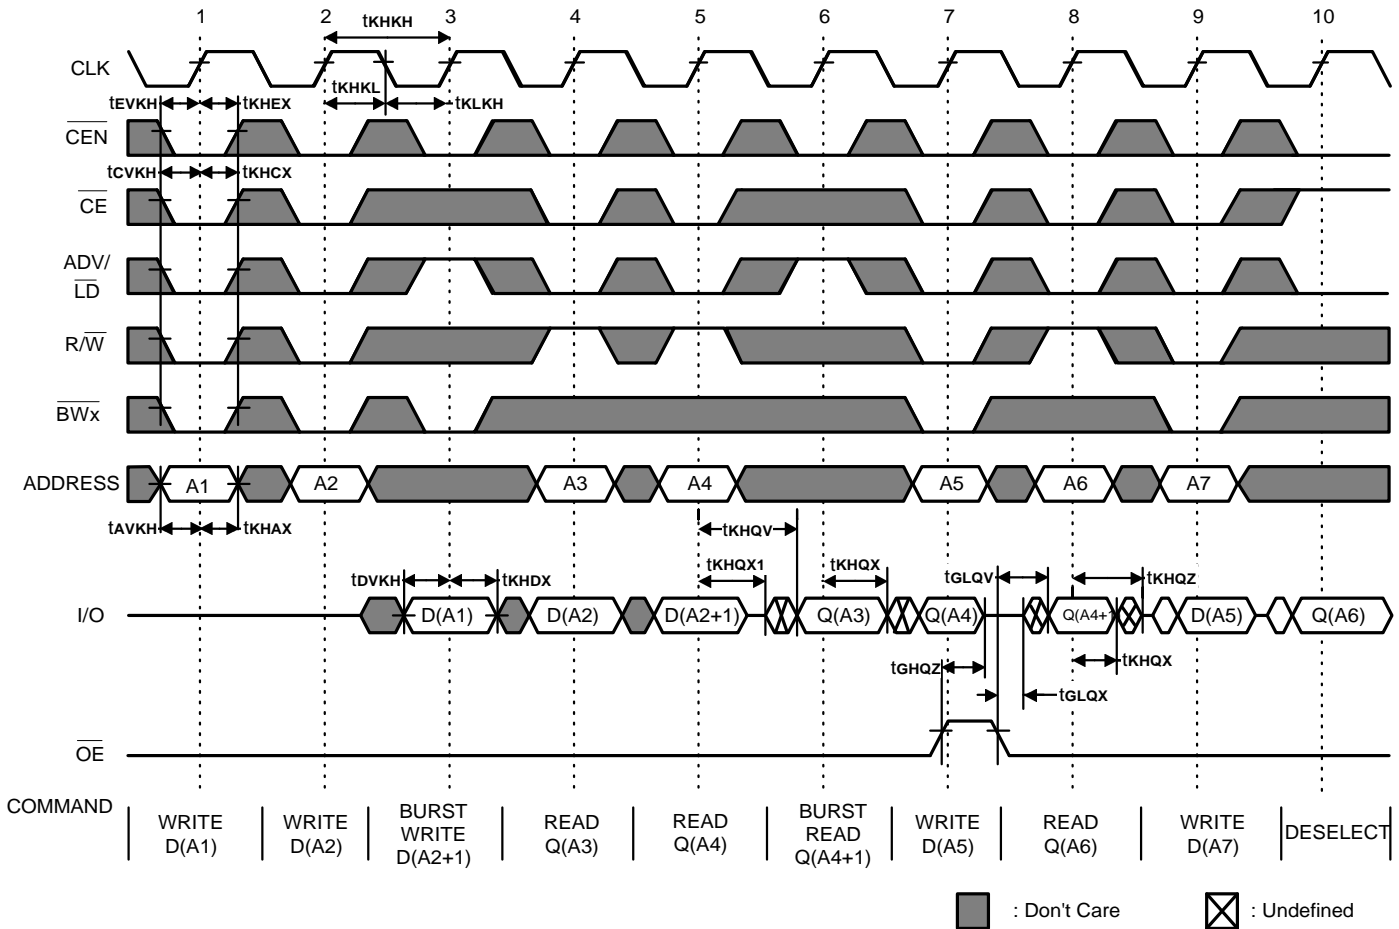 1 2 3 4 5 6 7 8 9 10
tKHKH
CLK
tKHKL tKLKH
tEVKH tKHEX
CEN
tCVKH tKHCX
CE
ADV/
LD
R/W
BWx
ADDRESS A1 A2 A3 A4 A5 A6 A7
tAVKH tKHAX
tKHQV
tDVKH tKHDX tKHQX1 tKHQX tGLQV tKHQZ
I/O D(A1) D(A2) D(A2+1) Q(A3) Q(A4) Q(A4+1 D(A5) Q(A6)
tGHQZ tKHQX
tGLQX
OE
COMMAND
WRITE
D(A1)
WRITE
D(A2)
BURST
WRITE
D(A2+1)
READ
Q(A3)
READ
Q(A4)
BURST
READ
Q(A4+1)
WRITE
D(A5)
READ
Q(A6)
WRITE
D(A7)
DESELECT
: Don't Care
: Undefined